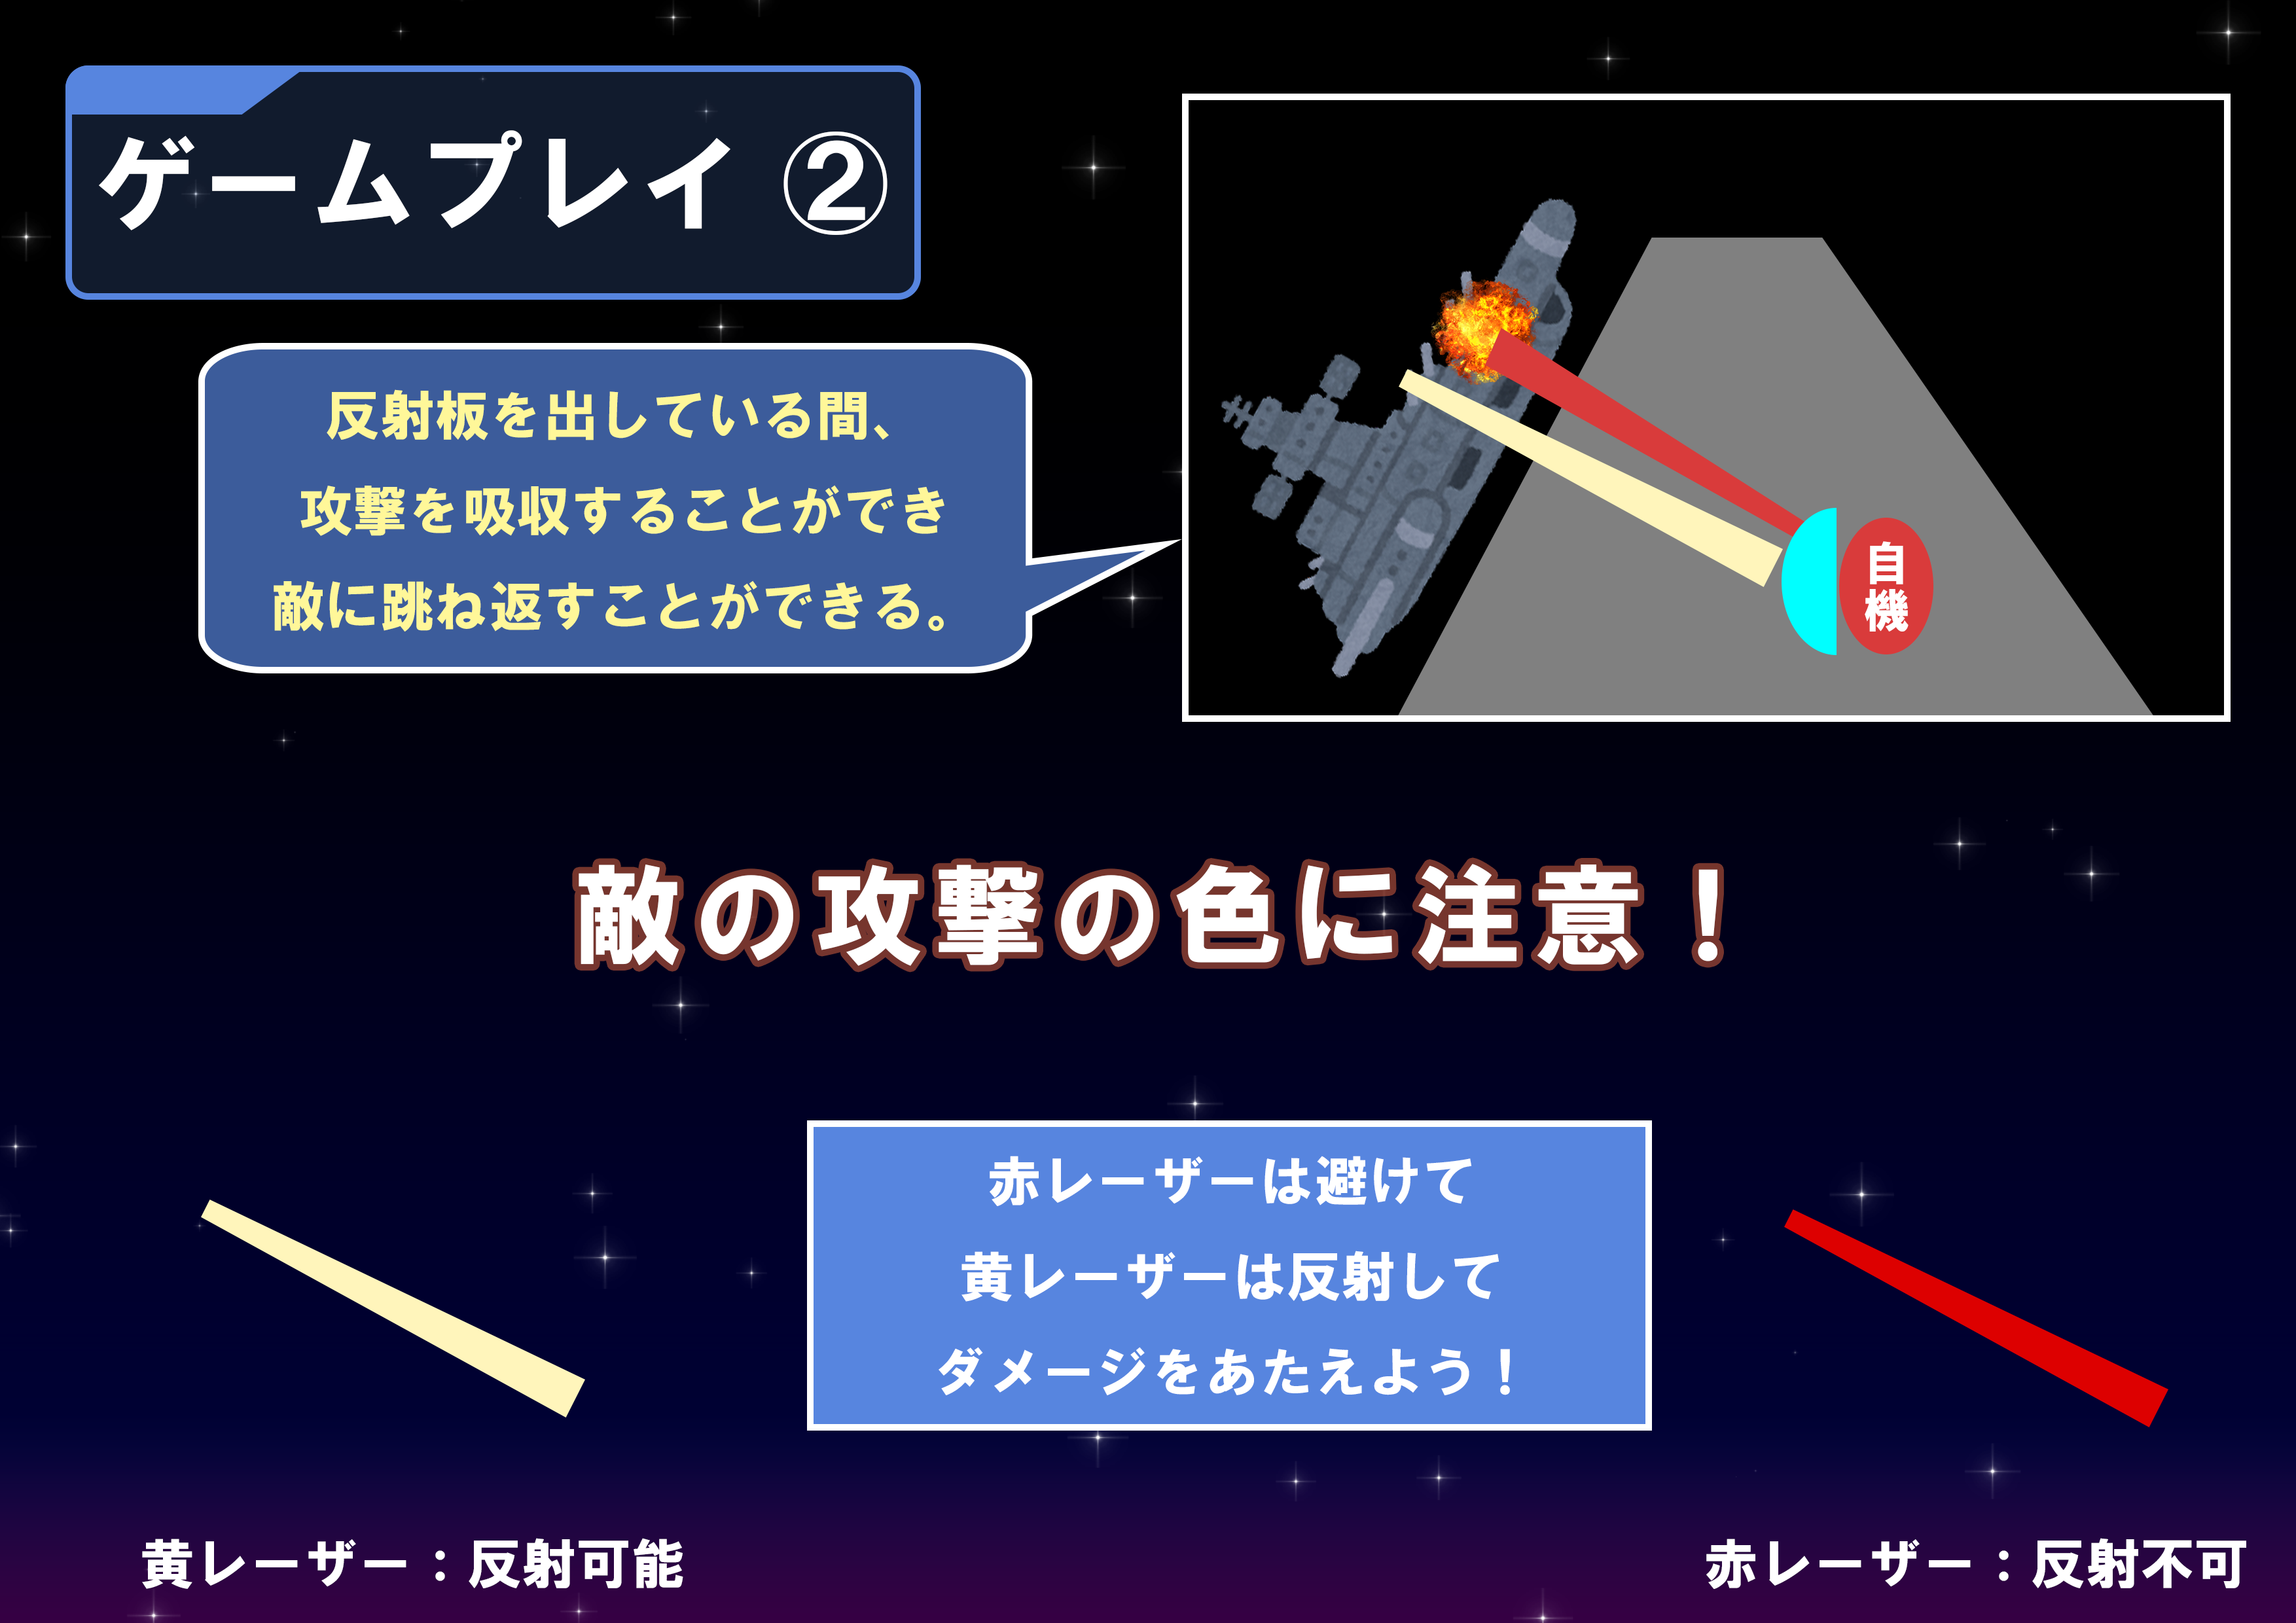 ゲームプレイ ②
反射板を出している間、
攻撃を吸収することができ
敵に跳ね返すことができる。
自機
敵の攻撃の色に注意！
赤レーザーは避けて
黄レーザーは反射して
ダメージをあたえよう！
黄レーザー：反射可能
赤レーザー：反射不可